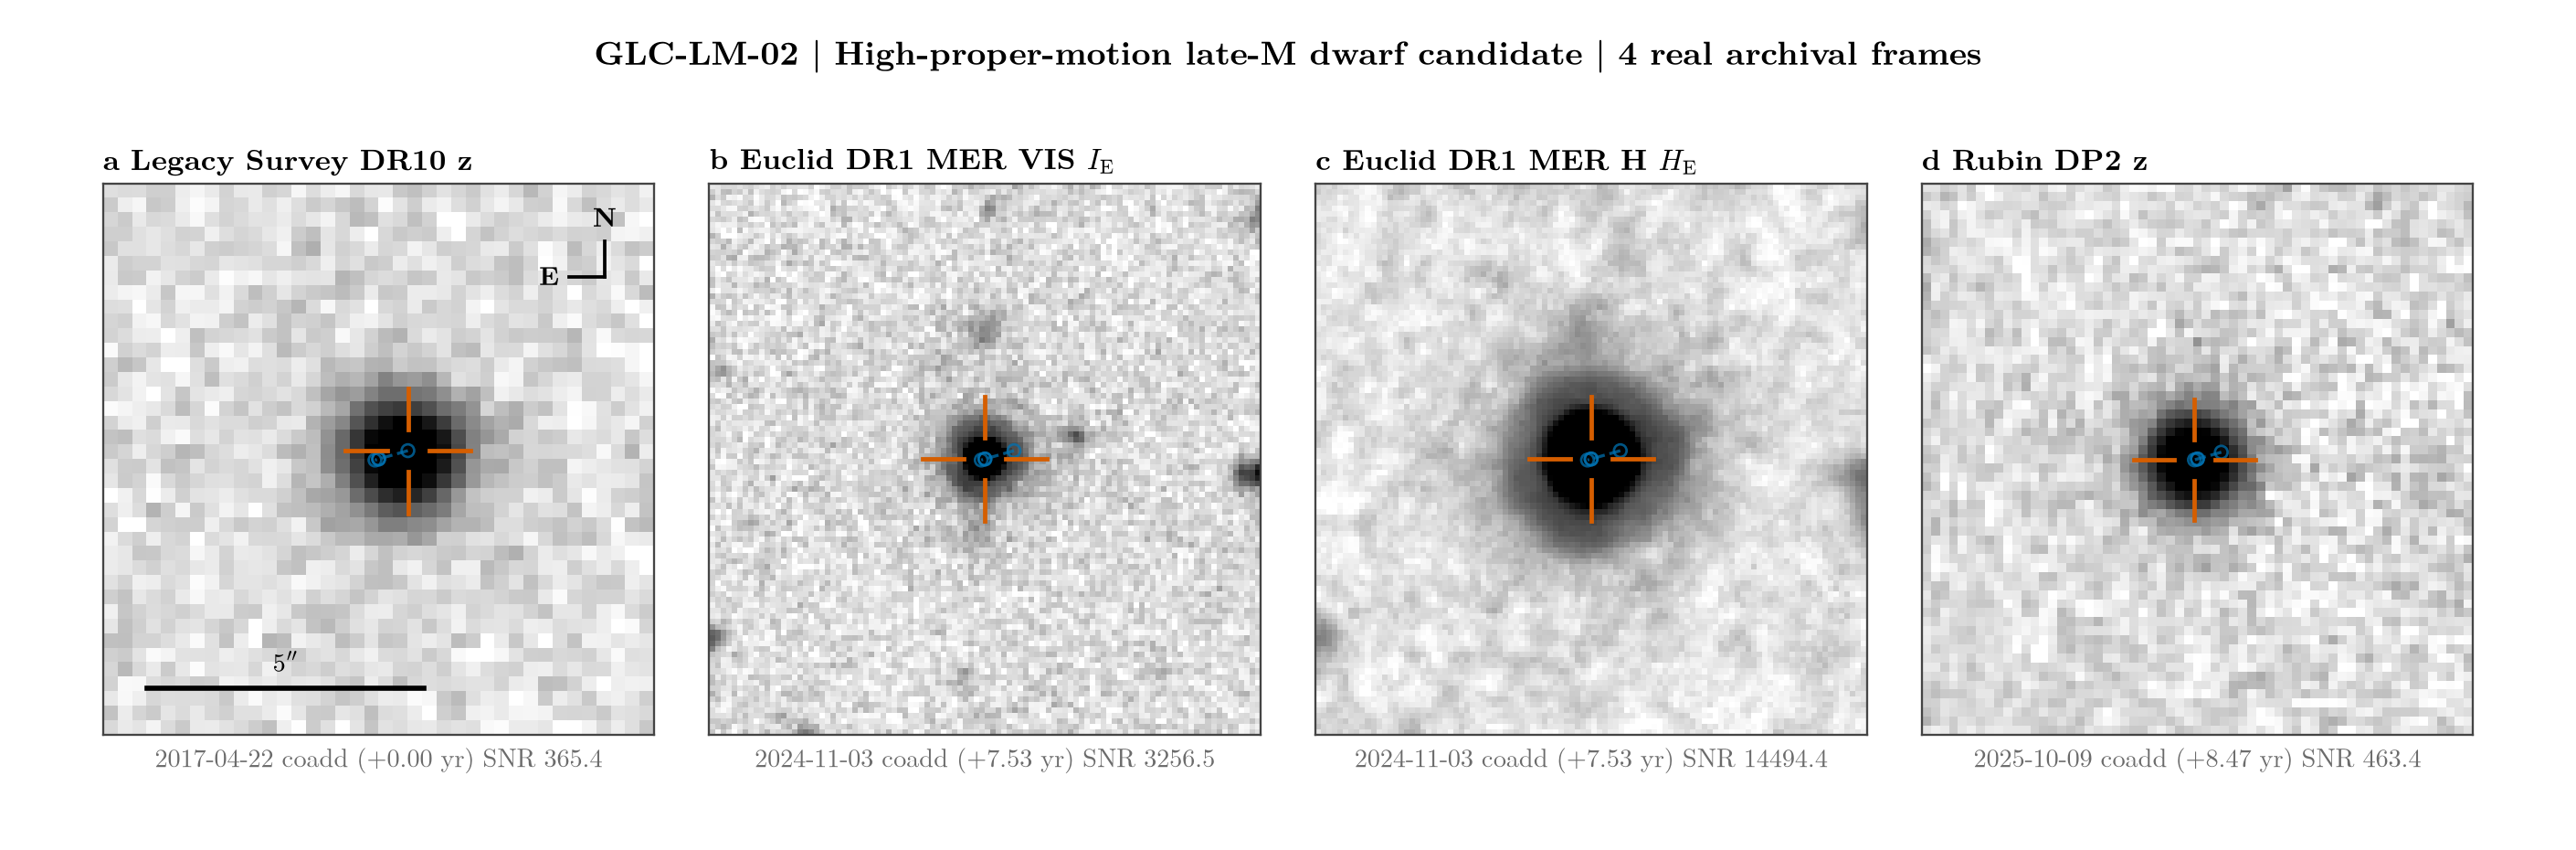 GLC-LM-02 | High-proper-motion late-M dwarf candidate | 4 real archival frames
a Legacy Survey DR10 z
b Euclid DR1 MER VIS I_E
c Euclid DR1 MER H H_E
d Rubin DP2 z
N
E
5″
2017-04-22 coadd (+0.00 yr) SNR 365.4
2024-11-03 coadd (+7.53 yr) SNR 3256.5
2024-11-03 coadd (+7.53 yr) SNR 14494.4
2025-10-09 coadd (+8.47 yr) SNR 463.4